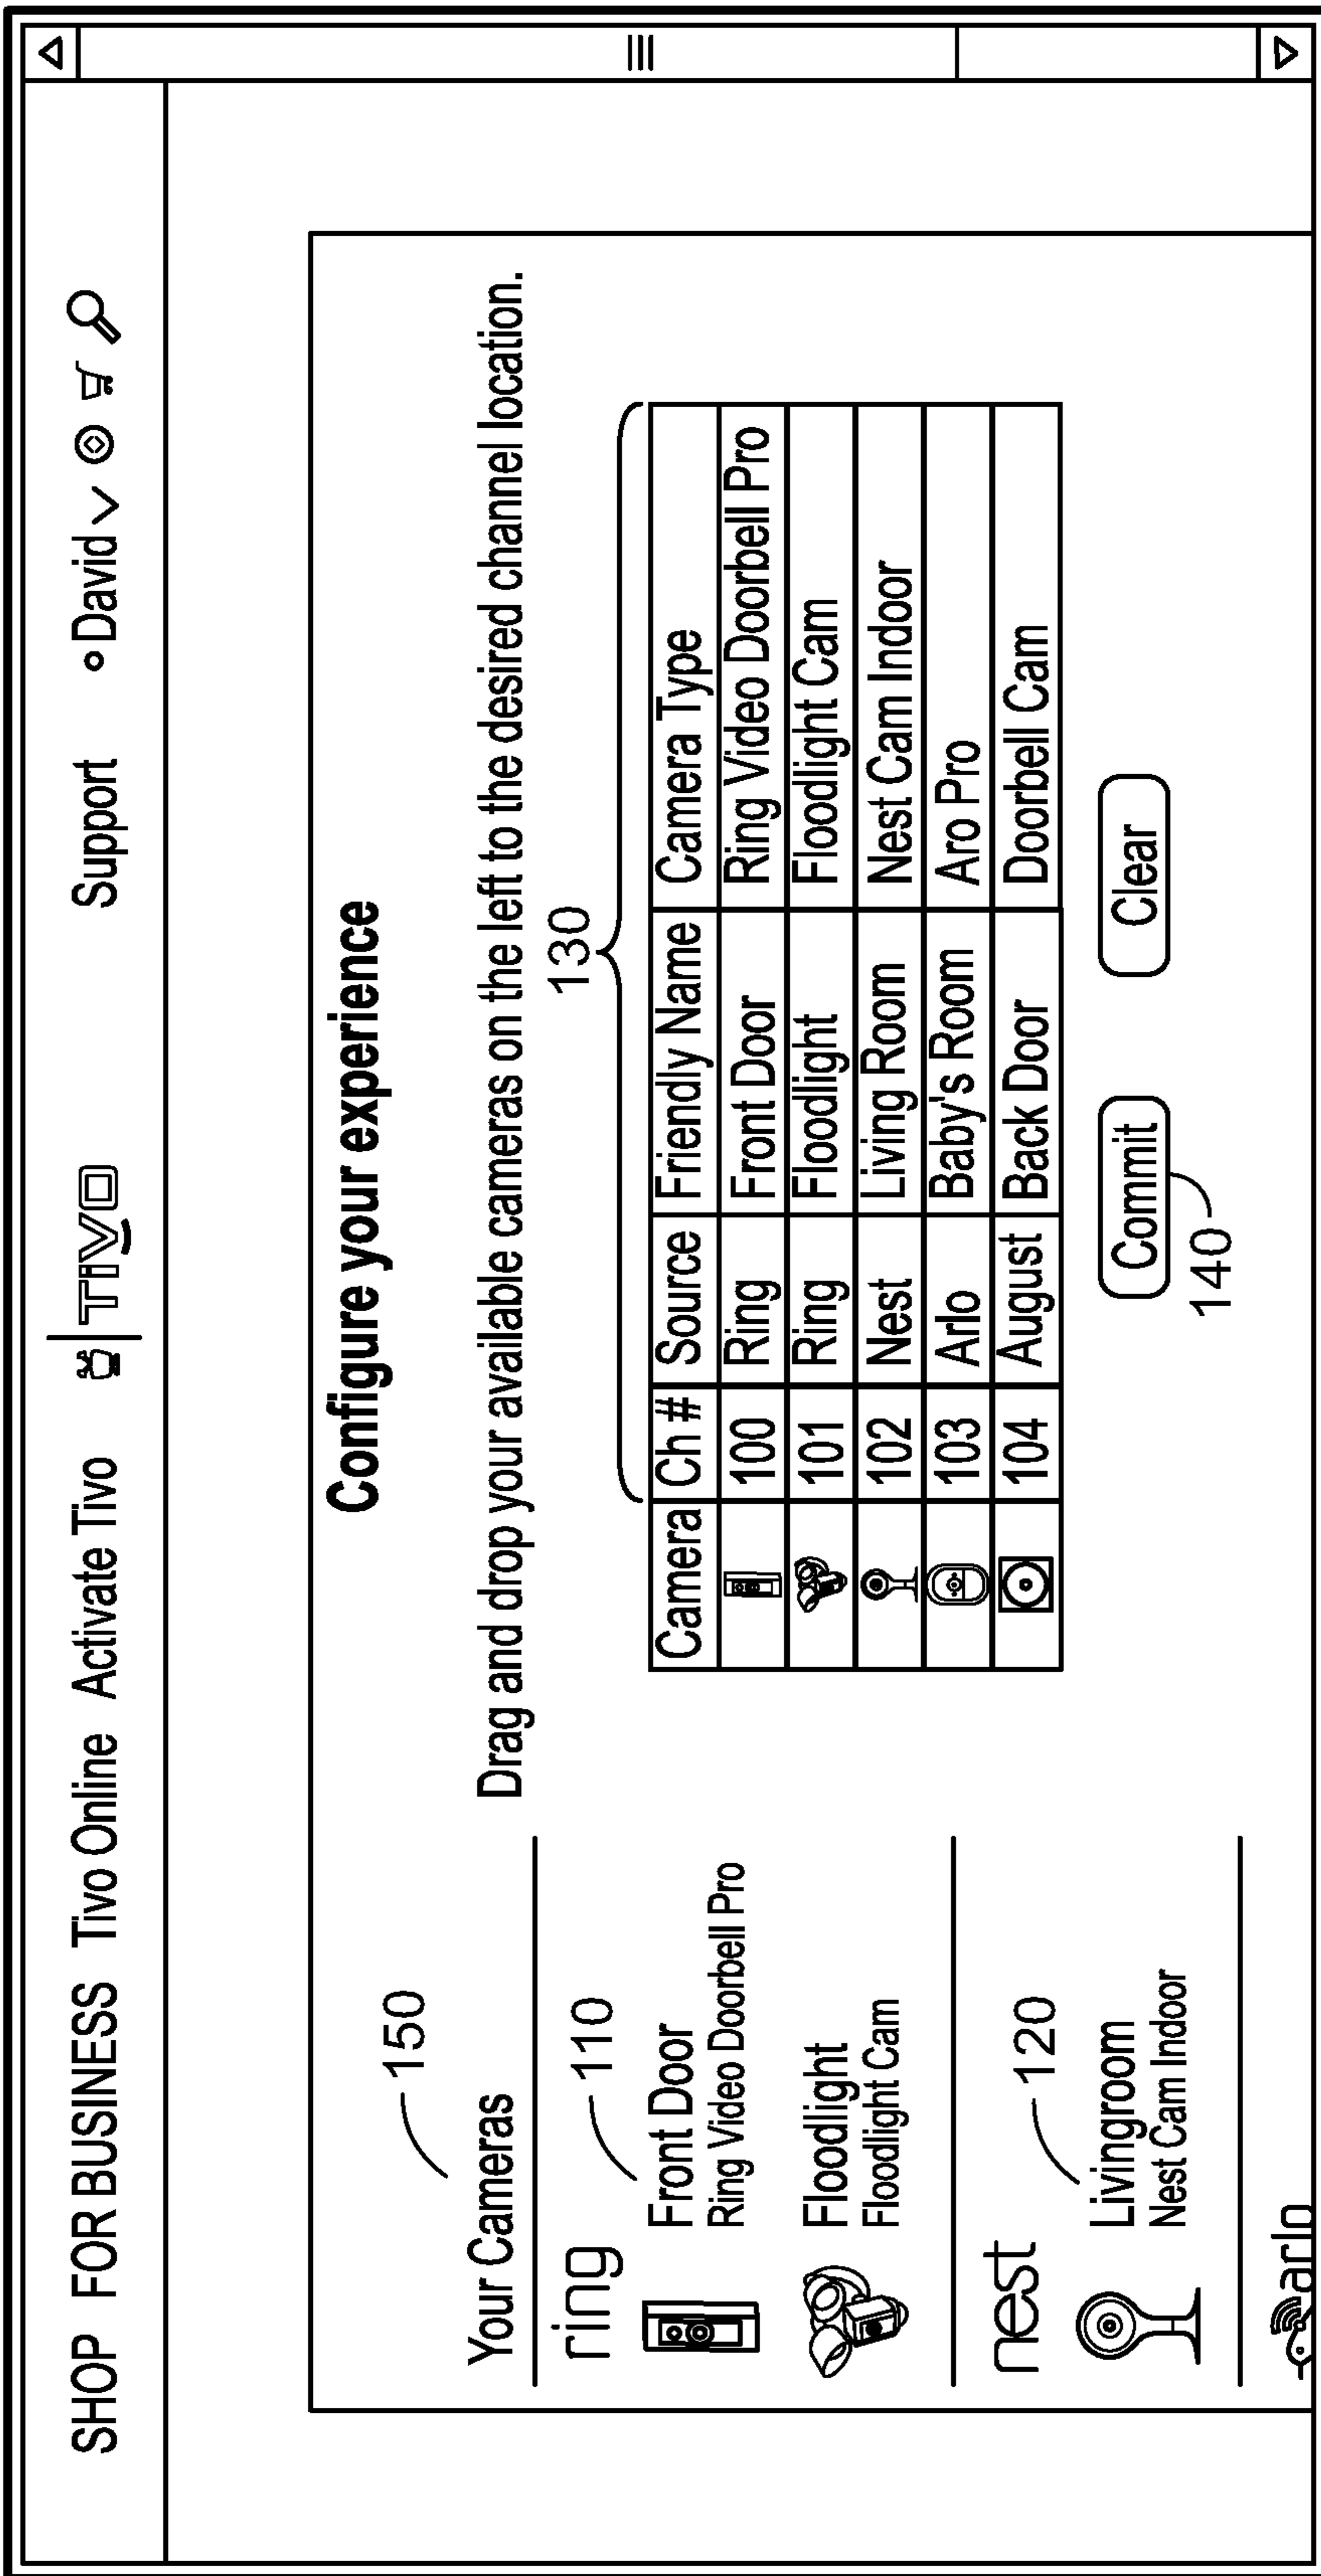 SHOP FOR BUSINESS Tivo Online Activate Tivo TiVO Support David
Configure your experience
150
Your Cameras
Drag and drop your available cameras on the left to the desired channel location.
ring
110
Front Door
Ring Video Doorbell Pro
Floodlight
Floodlight Cam
nest
120
Livingroom
Nest Cam Indoor
arlo
130
Camera Ch # Source Friendly Name Camera Type
100 Ring Front Door Ring Video Doorbell Pro
101 Ring Floodlight Floodlight Cam
102 Nest Living Room Nest Cam Indoor
103 Arlo Baby's Room Aro Pro
104 August Back Door Doorbell Cam
Commit Clear
140